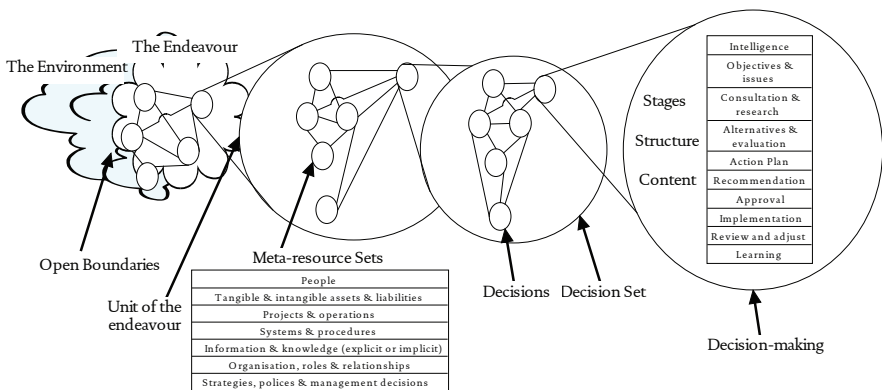 The Endeavour
The Environment
Open Boundaries
Unit of the
endeavour
Meta-resource Sets
People
Tangible & intangible assets & liabilities
Projects & operations
Systems & procedures
Information & knowledge (explicit or implicit)
Organisation, roles & relationships
Strategies, polices & management decisions
Decisions
Decision Set
Stages
Structure
Content
Intelligence
Objectives &
issues
Consultation &
research
Alternatives &
evaluation
Action Plan
Recommendation
Approval
Implementation
Review and adjust
Learning
Decision-making